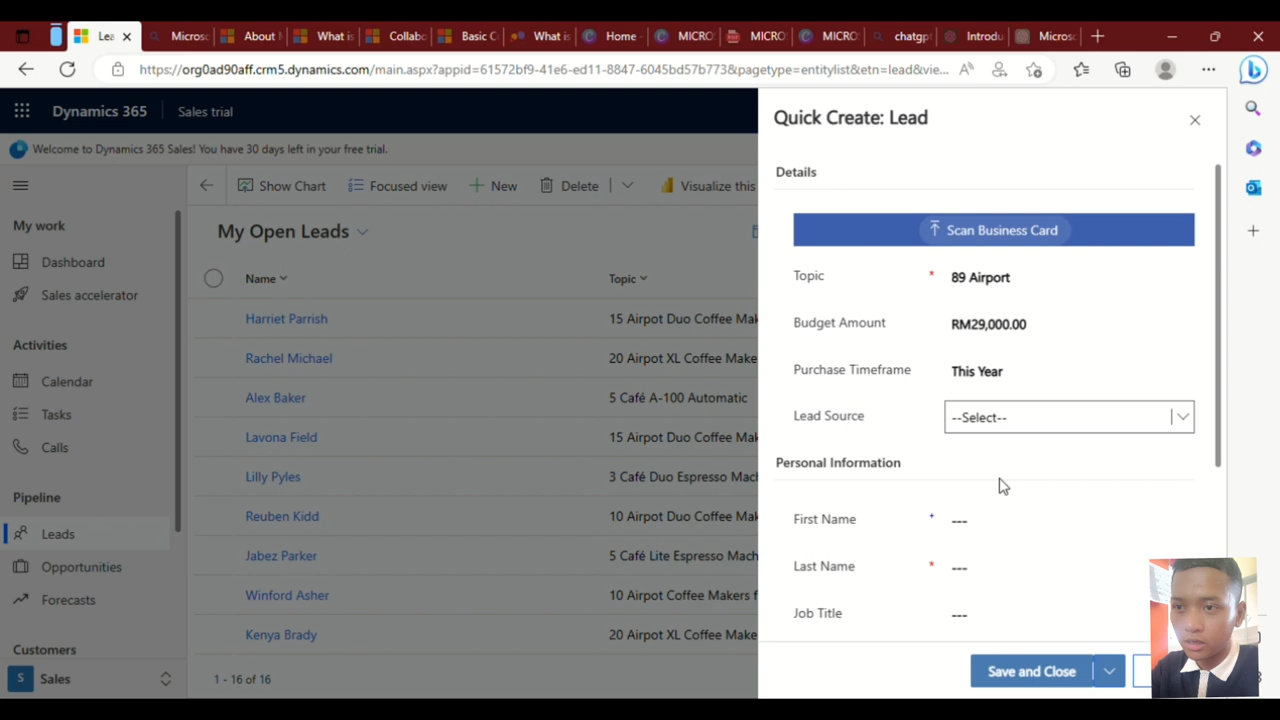 Lea
Microsc
About M
What is
Collabo
Basic C
What is
Home -
MICRO
MICRO
MICRO
chatgp
Introdu
Micros
https://org0ad90aff.crm5.dynamics.com/main.aspx?appid=61572bf9-41e6-ed11-8847-6045bd57b773&pagetype=entitylist&etn=lead&vie...
Dynamics 365
Sales trial
Welcome to Dynamics 365 Sales! You have 30 days left in your free trial.
Show Chart
Focused view
New
Delete
Visualize this
My work
Dashboard
Sales accelerator
Activities
Calendar
Tasks
Calls
Pipeline
Leads
Opportunities
Forecasts
Customers
S
Sales
My Open Leads
Name
Topic
Harriet Parrish
15 Airpot Duo Coffee Mak
Rachel Michael
20 Airpot XL Coffee Maker
Alex Baker
5 Café A-100 Automatic
Lavona Field
15 Airpot Duo Coffee Mak
Lilly Pyles
3 Café Duo Espresso Mach
Reuben Kidd
10 Airpot Duo Coffee Mak
Jabez Parker
5 Café Lite Espresso Mach
Winford Asher
10 Airpot Coffee Makers f
Kenya Brady
20 Airpot XL Coffee Make
1 - 16 of 16
Quick Create: Lead
Details
Scan Business Card
Topic * 89 Airport
Budget Amount RM29,000.00
Purchase Timeframe This Year
Lead Source --Select--
Personal Information
First Name + ---
Last Name * ---
Job Title ---
Save and Close